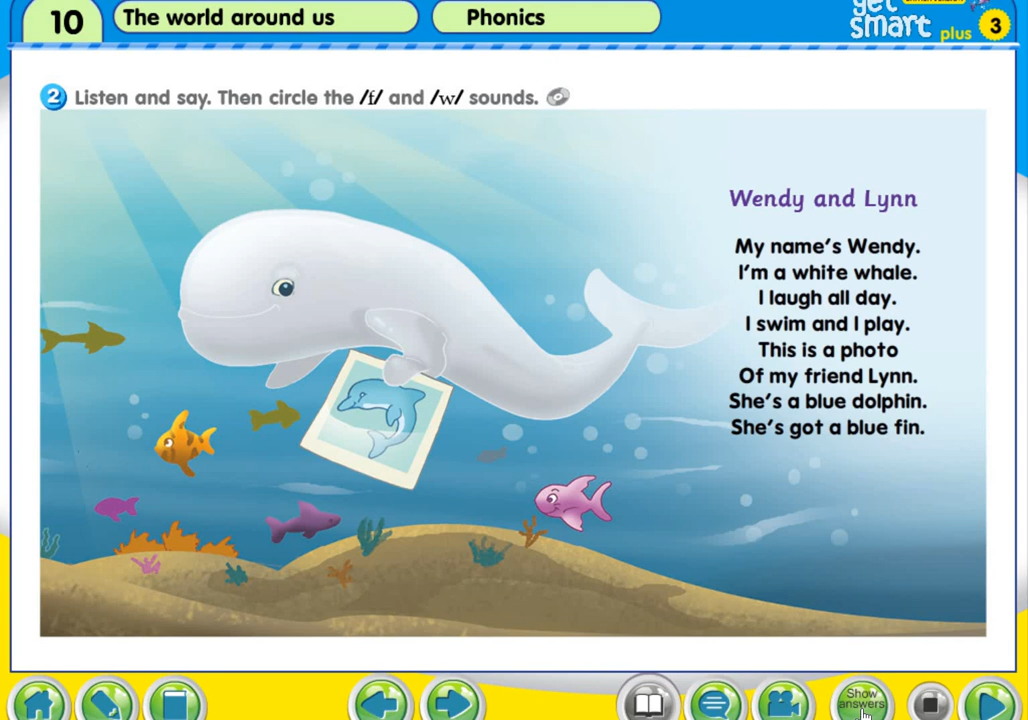 10
The world around us
Phonics
get
smart plus 3
2 Listen and say. Then circle the /f/ and /w/ sounds.
Wendy and Lynn
My name's Wendy.
I'm a white whale.
I laugh all day.
I swim and I play.
This is a photo
Of my friend Lynn.
She's a blue dolphin.
She's got a blue fin.
Show
answers